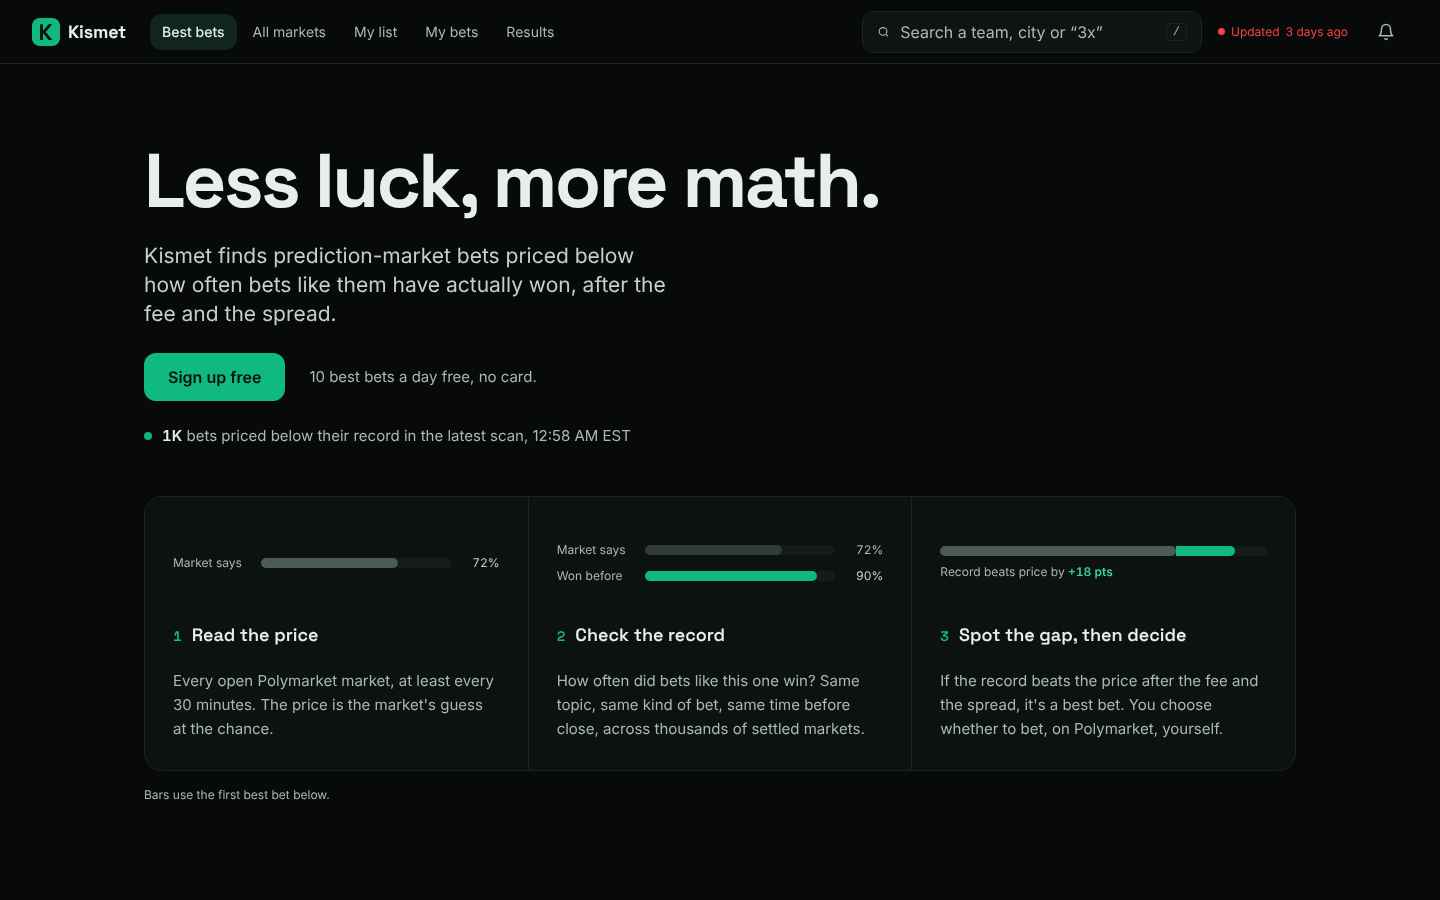 K Kismet
Best bets
All markets
My list
My bets
Results
Search a team, city or “3x”
/
Updated 3 days ago
Less luck, more math.
Kismet finds prediction-market bets priced below
how often bets like them have actually won, after the
fee and the spread.
Sign up free
10 best bets a day free, no card.
1K bets priced below their record in the latest scan, 12:58 AM EST
Market says 72%
1 Read the price
Every open Polymarket market, at least every
30 minutes. The price is the market's guess
at the chance.
Market says 72%
Won before 90%
2 Check the record
How often did bets like this one win? Same
topic, same kind of bet, same time before
close, across thousands of settled markets.
Record beats price by +18 pts
3 Spot the gap, then decide
If the record beats the price after the fee and
the spread, it's a best bet. You choose
whether to bet, on Polymarket, yourself.
Bars use the first best bet below.